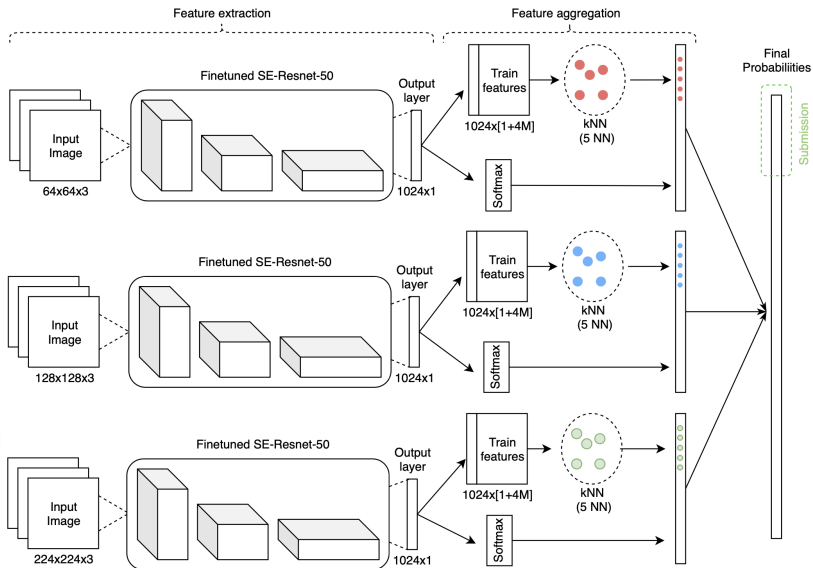 Feature extraction
Feature aggregation
Finetuned SE-Resnet-50
Output
layer
Input
Image
64x64x3
1024x1
Train
features
1024x[1+4M]
kNN
(5 NN)
Softmax
Final
Probabiliities
Submission
Finetuned SE-Resnet-50
Output
layer
Input
Image
128x128x3
1024x1
Train
features
1024x[1+4M]
kNN
(5 NN)
Softmax
Finetuned SE-Resnet-50
Output
layer
Input
Image
224x224x3
1024x1
Train
features
1024x[1+4M]
kNN
(5 NN)
Softmax